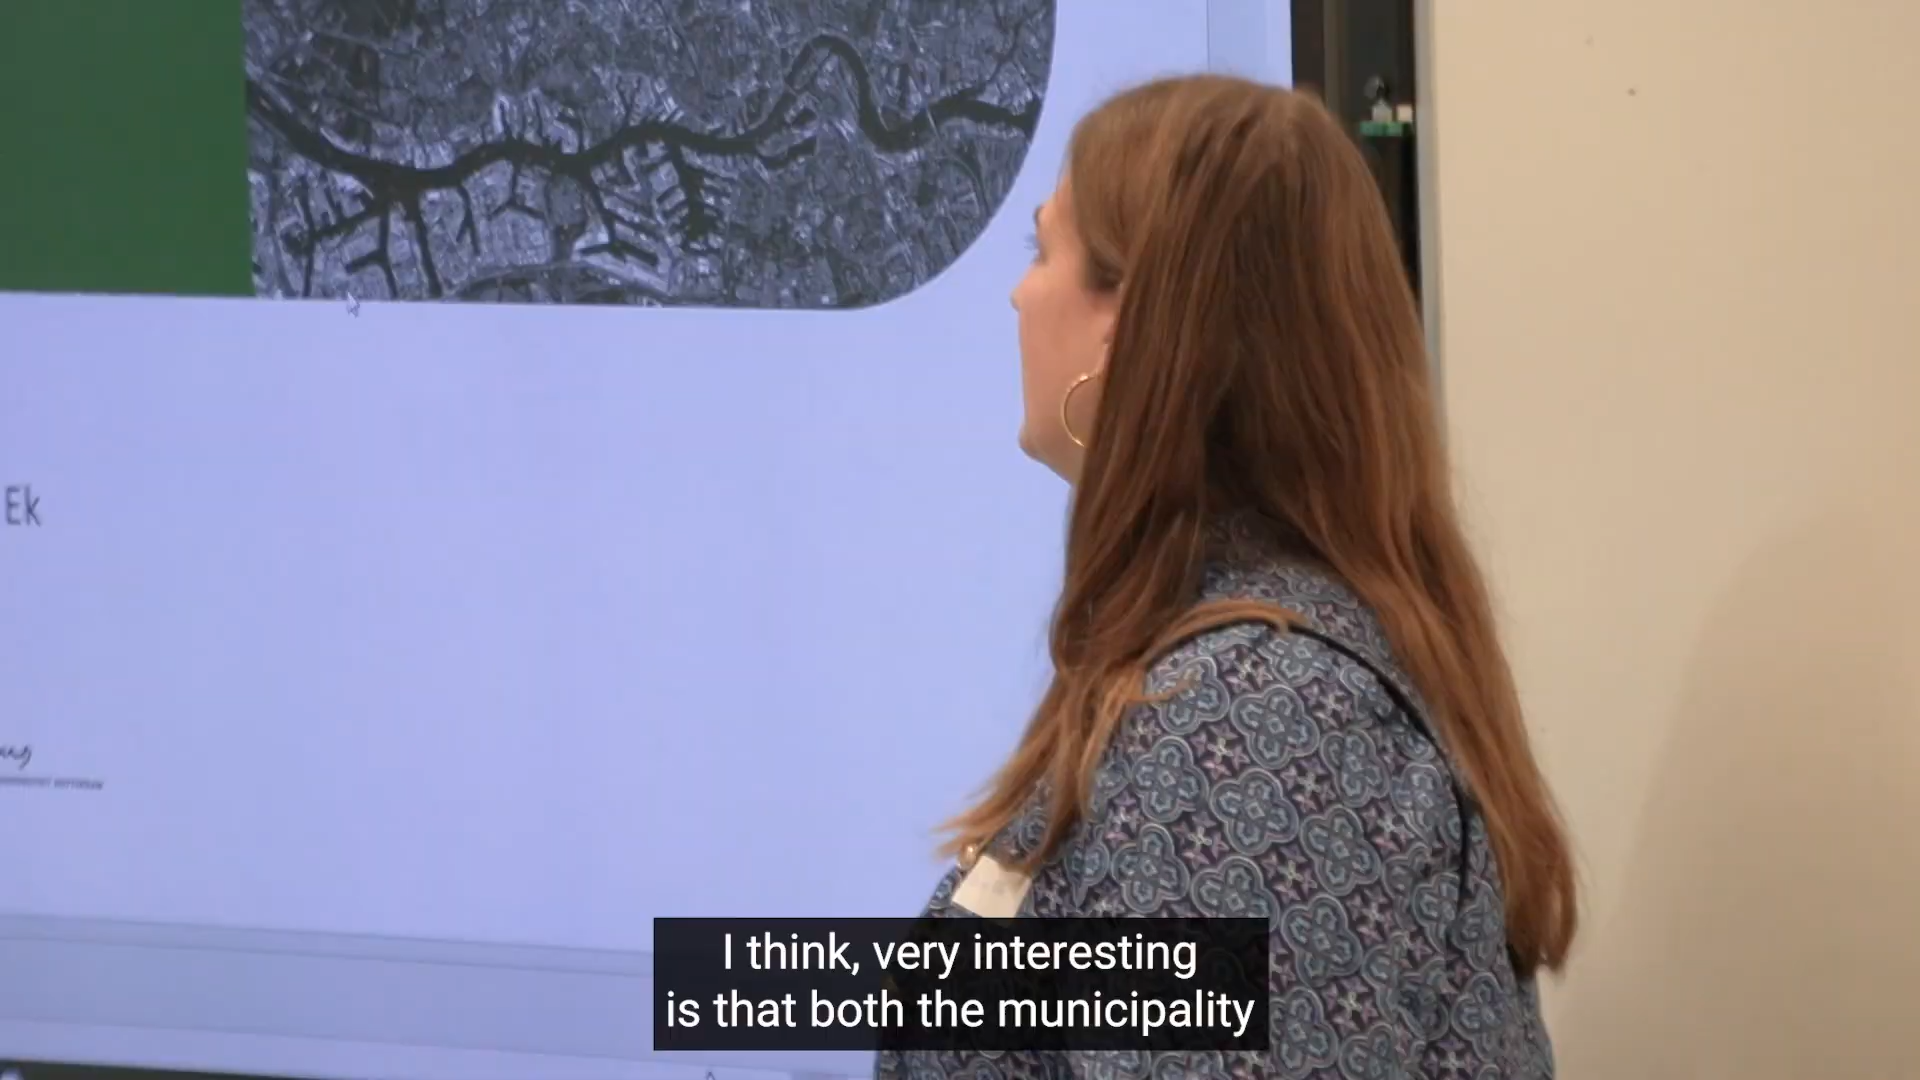 Ek
I think, very interesting
is that both the municipality